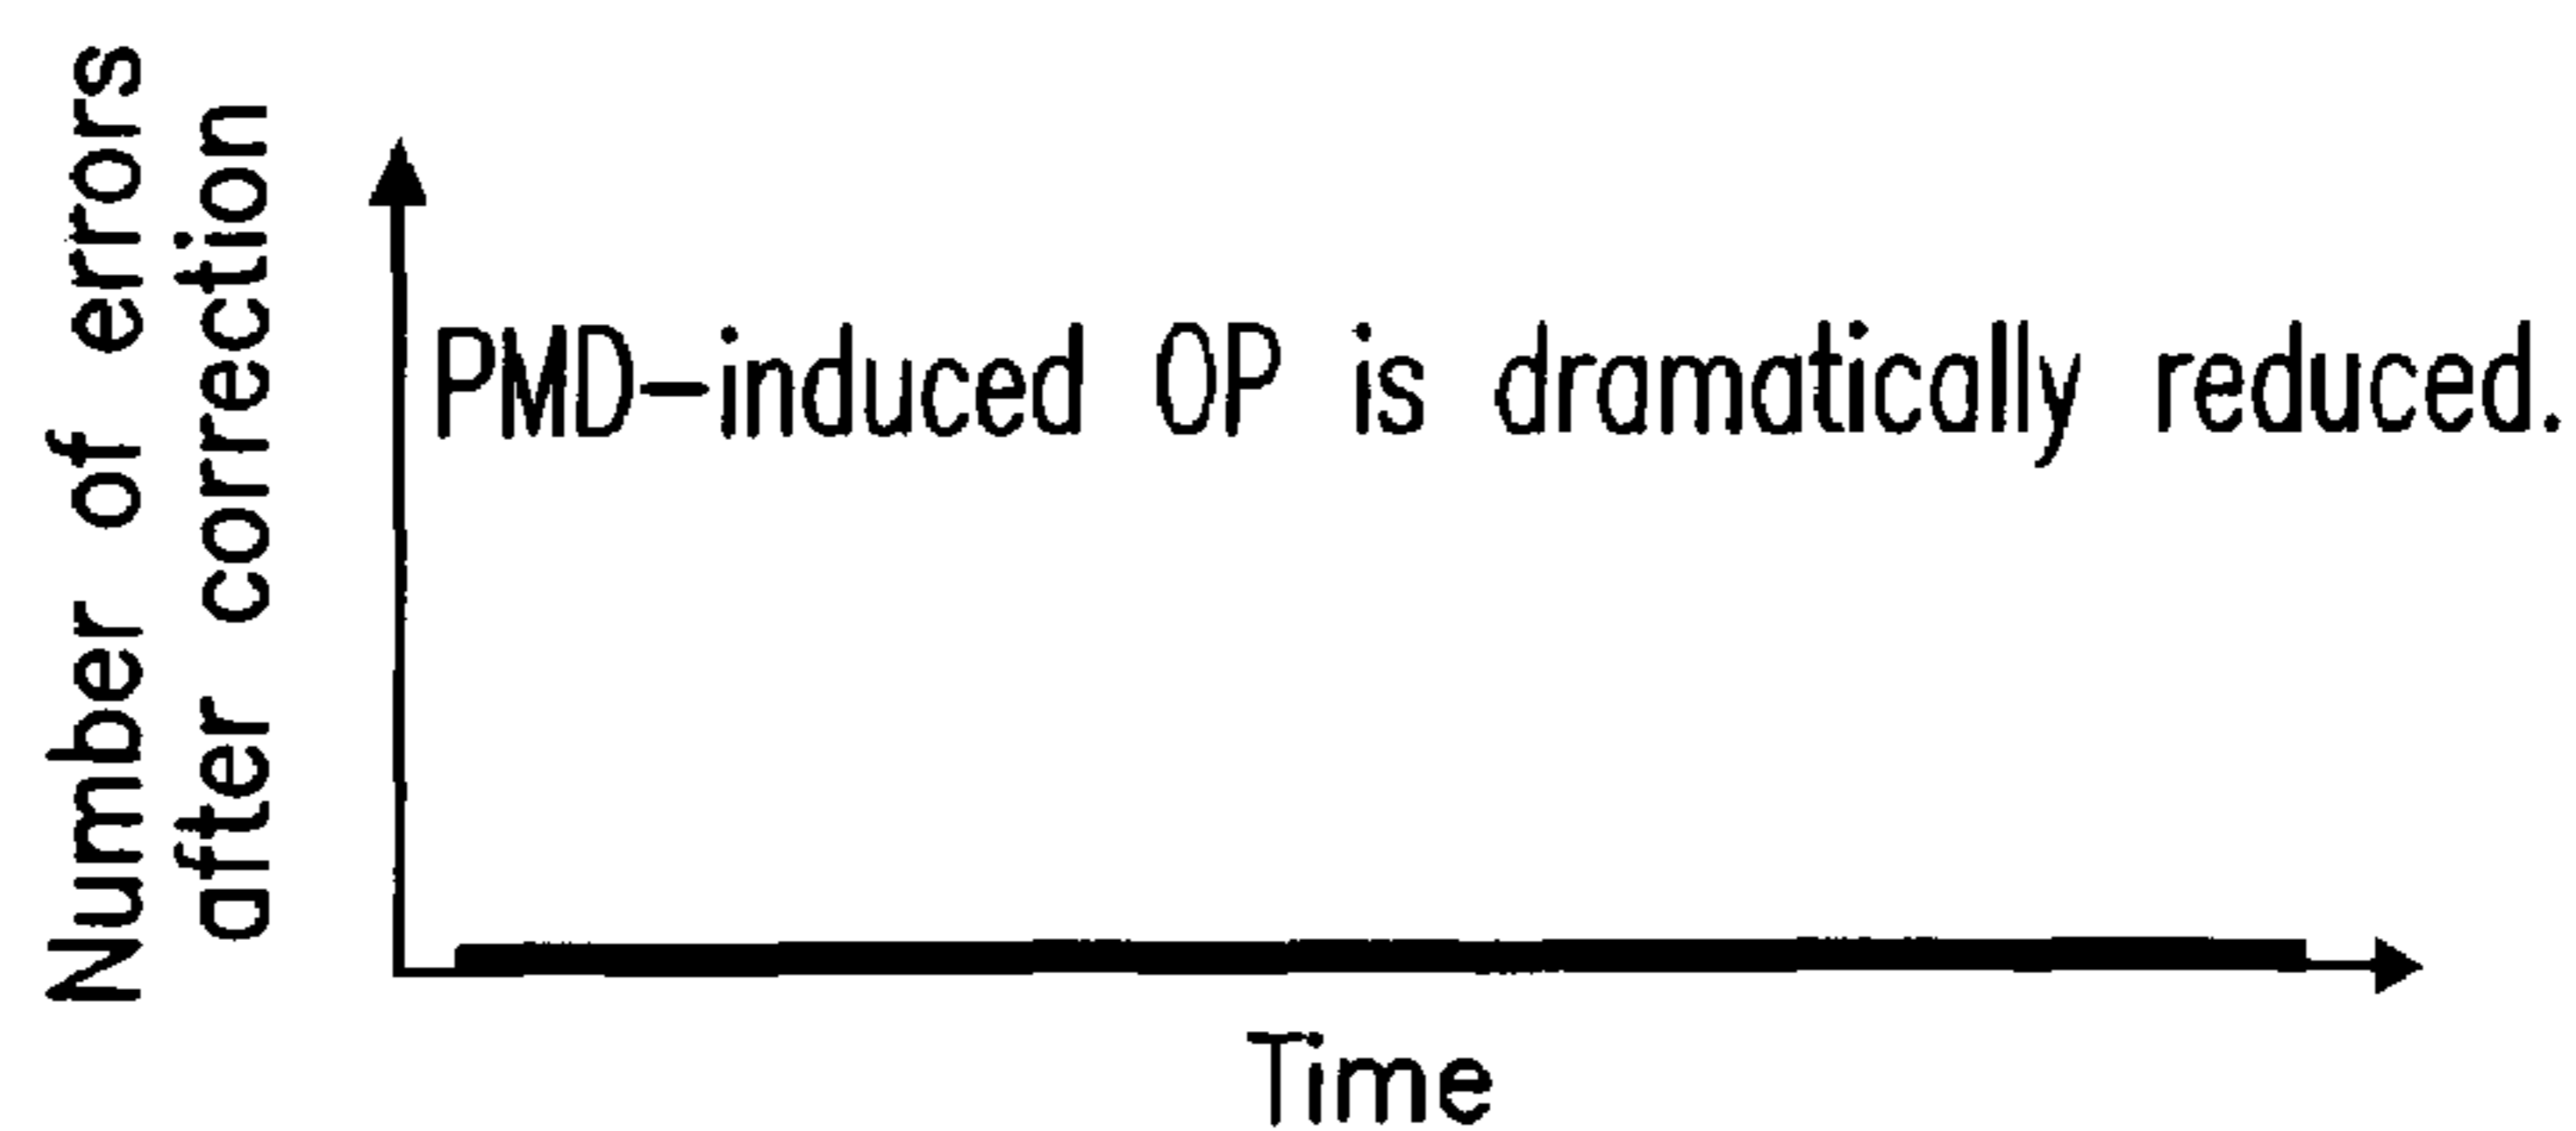 Number of errors
after correction
PMD-induced OP is dramatically reduced.
Time